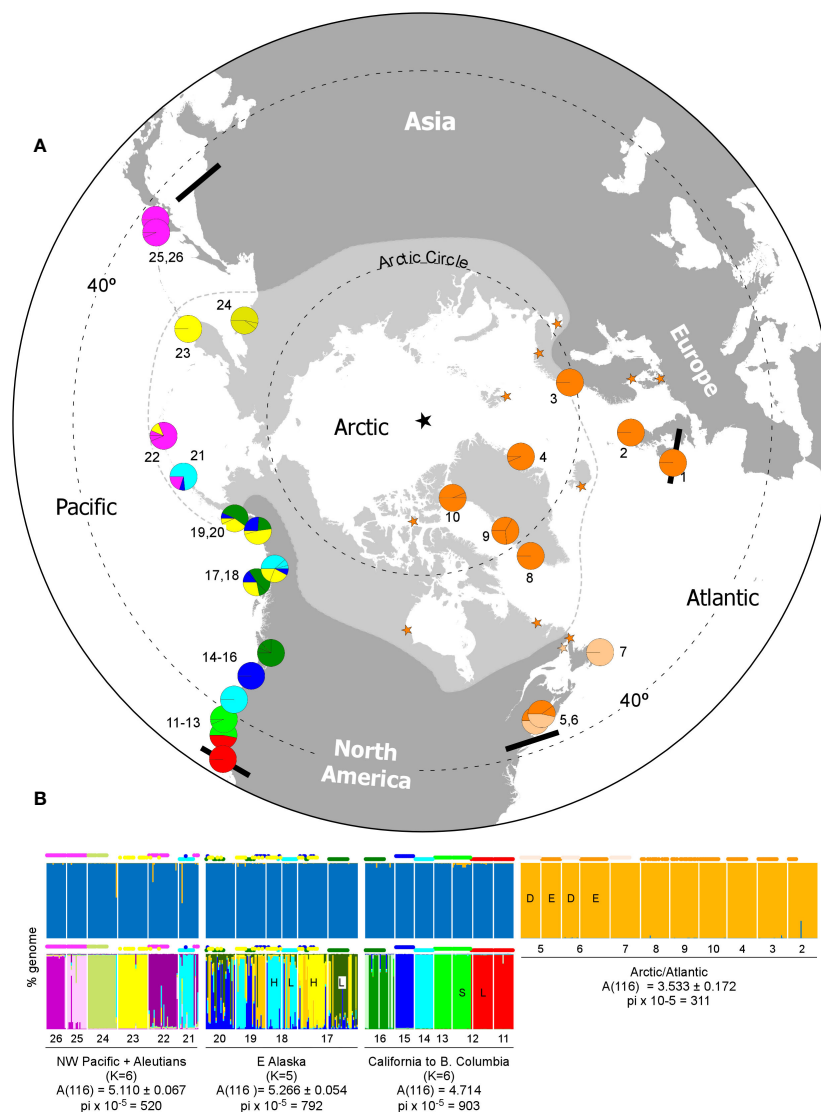 A
Asia
Arctic Circle
25,26
40º
24
23
Europe
3
Arctic
2
22
21
4
1
10
Pacific
9
19,20
8
17,18
Atlantic
7
14-16
40º
5,6
11-13
North
America
B
D E D E
5 6 7 8 9 10 4 3 2
% genome
H L H L S L
26 25 24 23 22 21 20 19 18 17 16 15 14 13 12 11
Arctic/Atlantic
A(116) = 3.533 ± 0.172
pi x 10-5 = 311
NW Pacific + Aleutians
(K=6)
A(116) = 5.110 ± 0.067
pi x 10⁻⁵ = 520
E Alaska
(K=5)
A(116 ) = 5.266 ± 0.054
pi x 10⁻⁵ = 792
California to B. Columbia
(K=6)
A(116) = 4.714
pi x 10⁻⁵ = 903